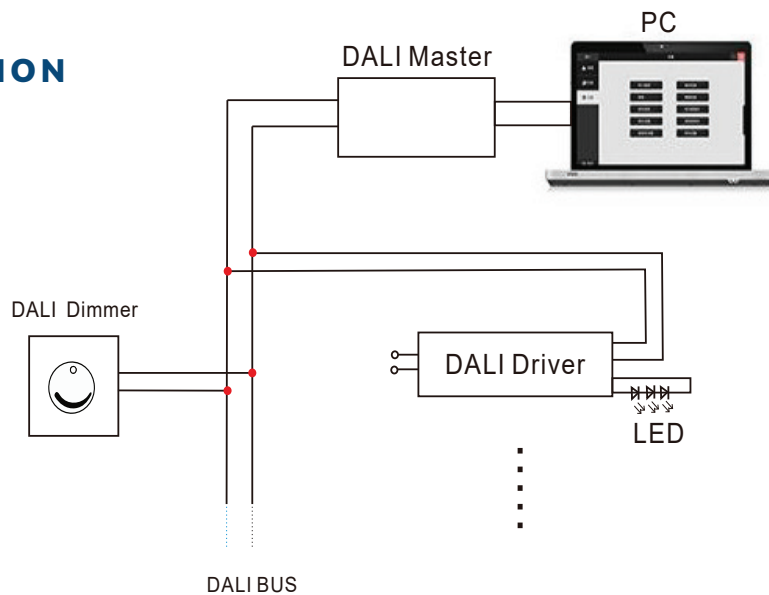 PC
DALI Master
ION
DALI Dimmer
DALI Driver
LED
DALI BUS